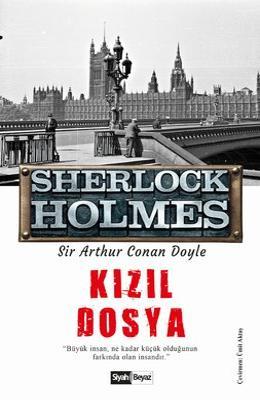 SHERLOCK
HOLMES
Sir Arthur Conan Doyle
KIZIL
DOSYA
"Büyük insan, ne kadar küçük olduğunun
farkında olan insandır."
Siyah Beyaz
Çevirmen: Ümit Aktaş